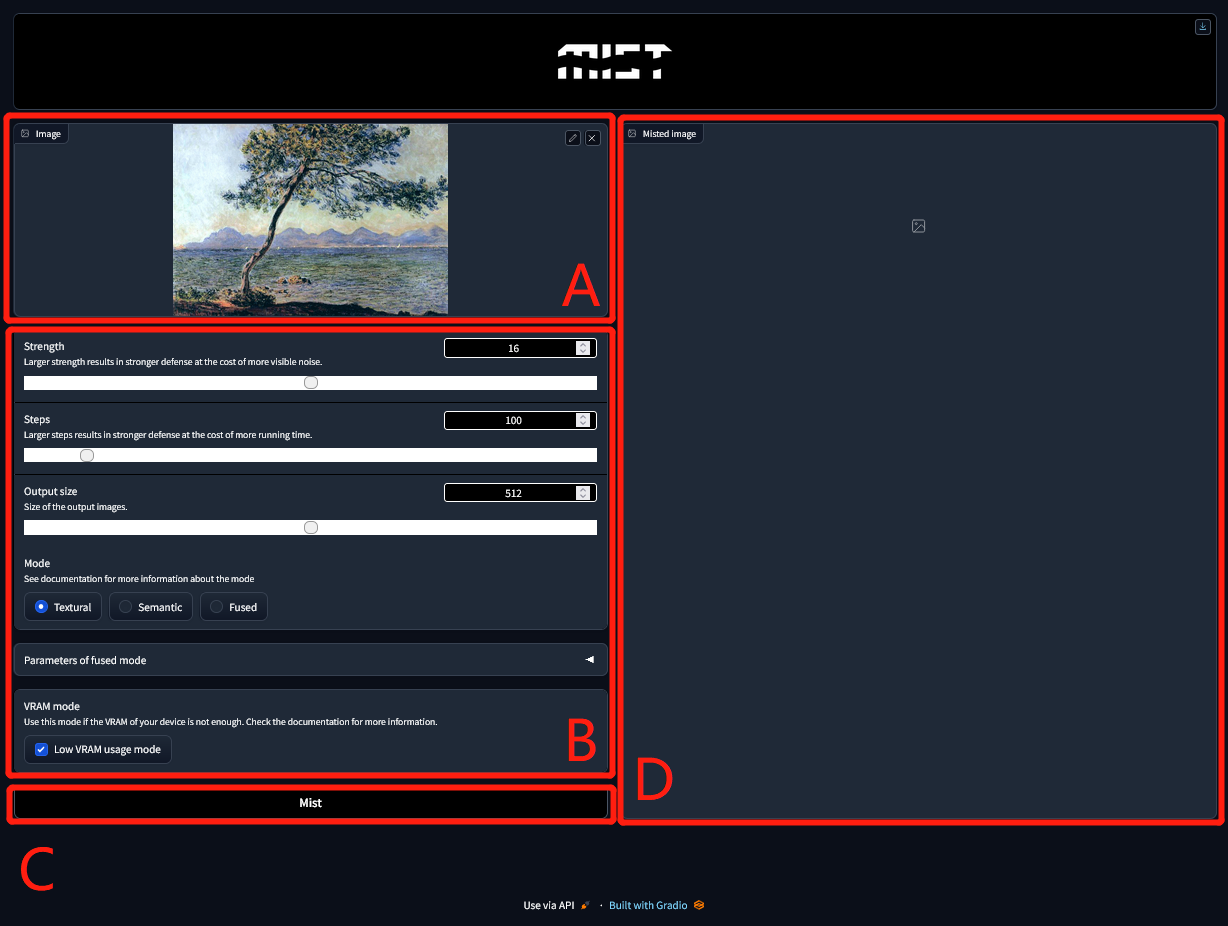 MIST
Image
Misted image
A
Strength
16
Larger strength results in stronger defense at the cost of more visible noise.
Steps
100
Larger steps results in stronger defense at the cost of more running time.
Output size
512
Size of the output images.
Mode
See documentation for more information about the mode
Textural Semantic Fused
Parameters of fused mode
VRAM mode
Use this mode if the VRAM of your device is not enough. Check the documentation for more information.
Low VRAM usage mode
B
D
Mist
C
Use via API · Built with Gradio